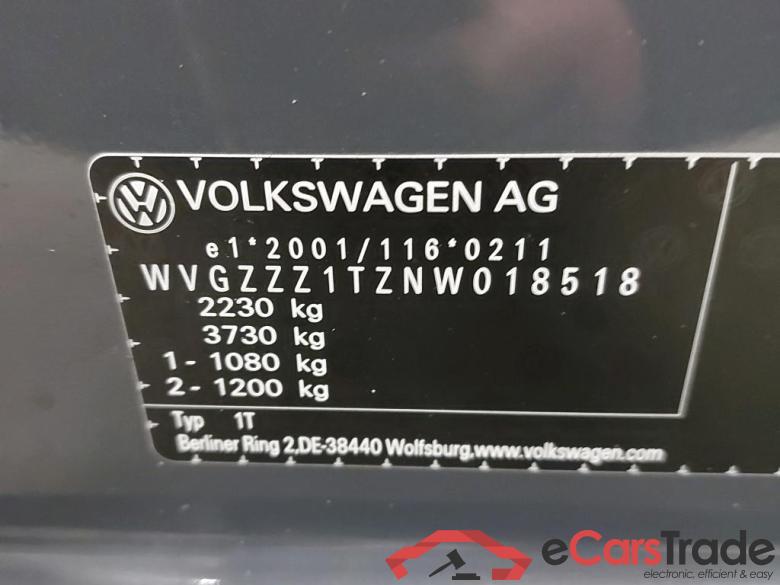 VOLKSWAGEN AG
e1*2001/116*0211
WVGZZZ1TZNW018518
2230 kg
3730 kg
1 - 1080 kg
2 - 1200 kg
Typ 1T
Berliner Ring 2,DE-38440 Wolfsburg,www.volkswagen.com
eCarsTrade
electronic, efficient & easy